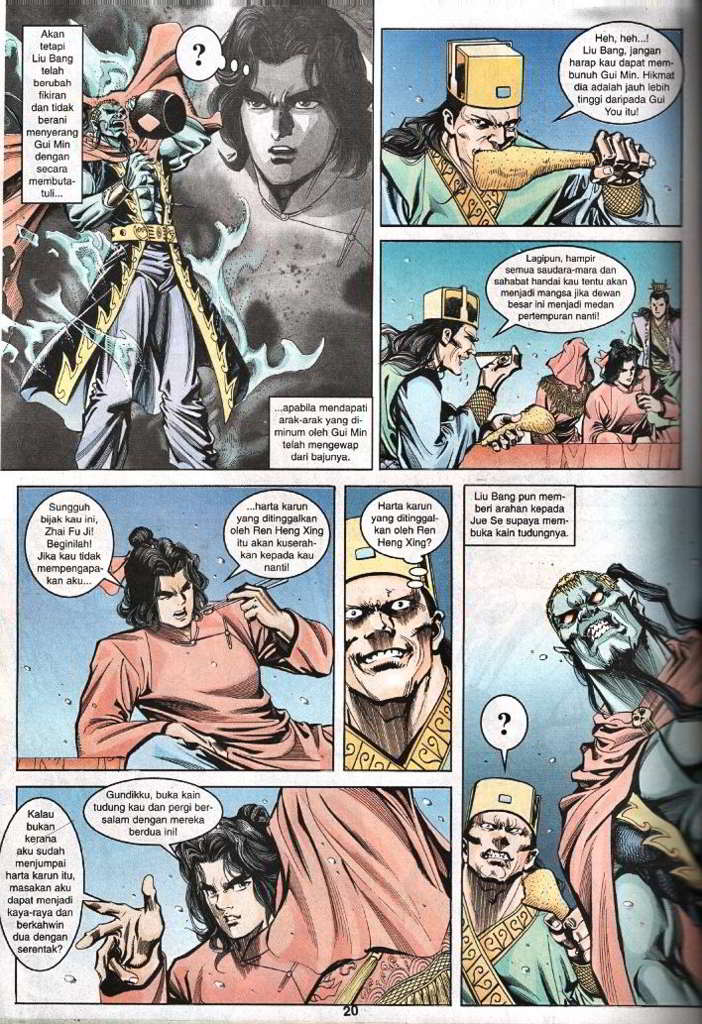 Akan
tetapi
Liu Bang
telah
berubah
fikiran
dan tidak
berani
menyerang
Gui Min
dengan
secara
membuta-
tuli...
?
...apabila mendapati
arak-arak yang di-
minum oleh Gui Min
telah mengewap
dari bajunya.
Heh, heh...!
Liu Bang, jangan
harap kau dapat mem-
bunuh Gui Min. Hikmat
dia adalah jauh lebih
tinggi daripada Gui
You itu!
Lagipun, hampir
semua saudara-mara dan
sahabat handai kau tentu akan
menjadi mangsa jika dewan
besar ini menjadi medan
pertempuran nanti!
Sungguh
bijak kau ini,
Zhai Fu Ji!
Beginilah!
Jika kau tidak
mempengapa-
kan aku...
...harta karun
yang ditinggalkan
oleh Ren Heng Xing
itu akan kuserah-
kan kepada kau
nanti!
Harta karun
yang ditinggal-
kan oleh Ren
Heng Xing?
Liu Bang pun mem-
beri arahan kepada
Jue Se supaya mem-
buka kain tudungnya.
?
Kalau
bukan
kerana
aku sudah
menjumpai
harta karun itu,
masakan aku
dapat menjadi
kaya-raya dan
berkahwin
dua dengan
serentak?
Gundikku, buka kain
tudung kau dan pergi ber-
salam dengan mereka
berdua ini!
20